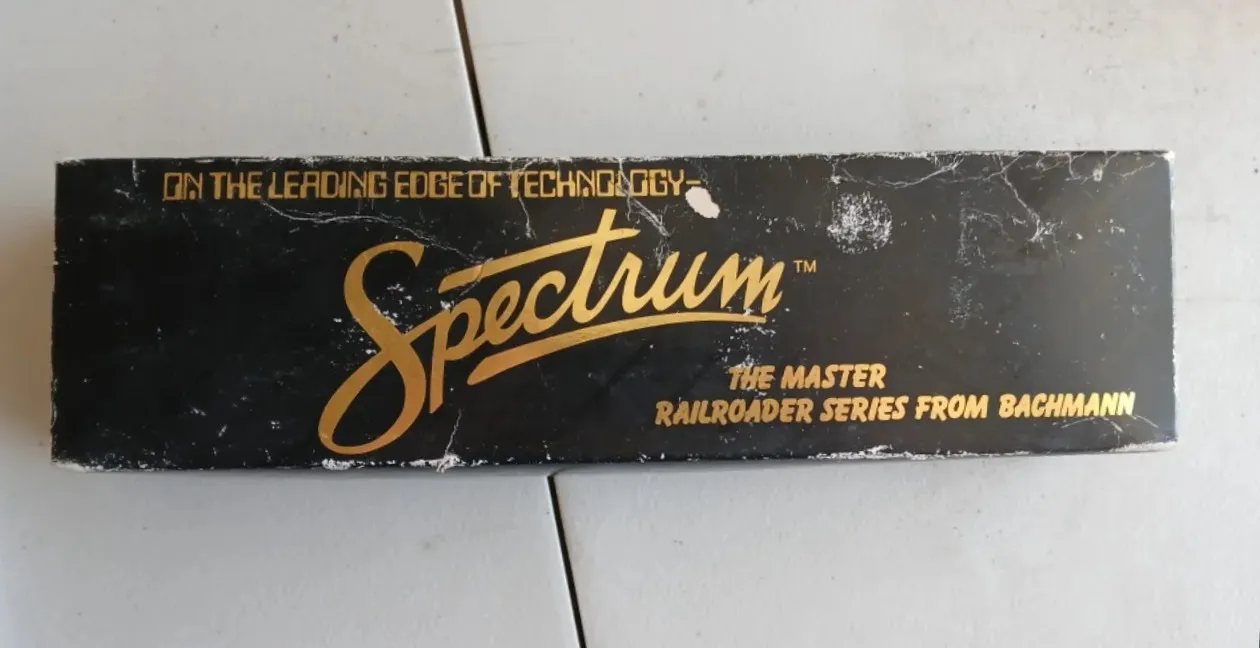 ON THE LEADING EDGE OF TECHNOLOGY-
Spectrum™
THE MASTER
RAILROADER SERIES FROM BACHMANN